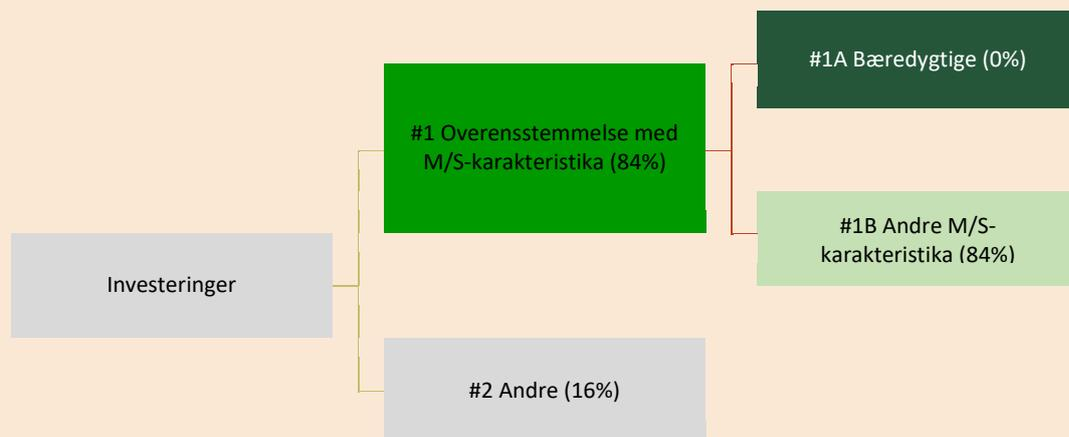 #1A Bæredygtige (0%)
#1 Overensstemmelse med
M/S-karakteristika (84%)
#1B Andre M/S-
karakteristika (84%)
Investeringer
#2 Andre (16%)